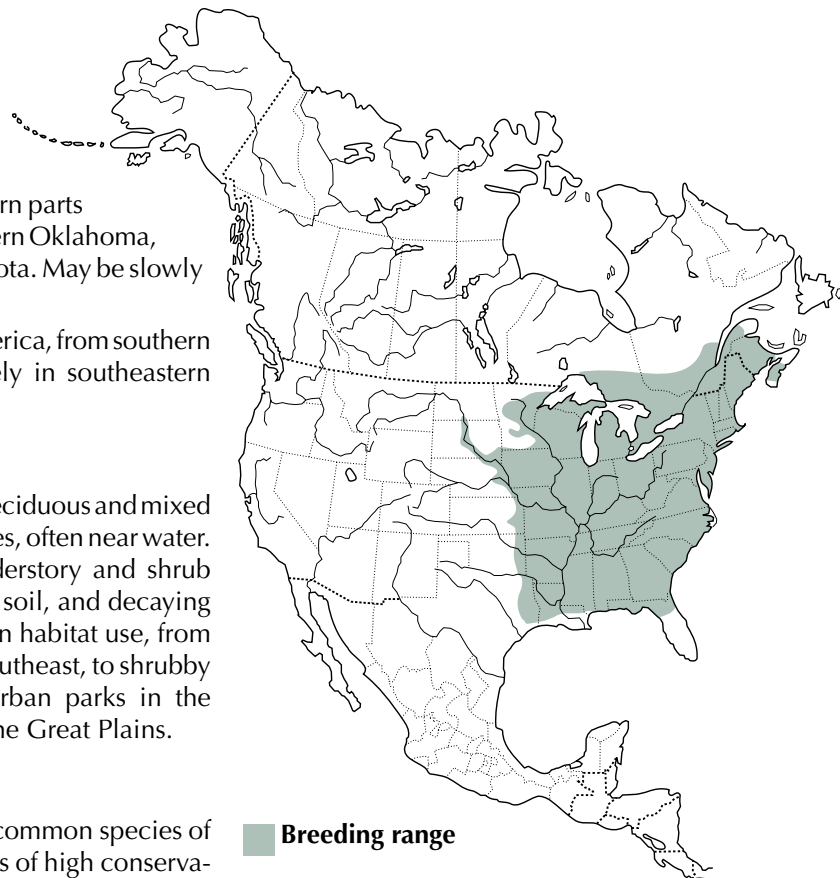 rn parts
ern Oklahoma,
ota. May be slowly
erica, from southern
ely in southeastern
eciduous and mixed
es, often near water.
derstory and shrub
soil, and decaying
n habitat use, from
outheast, to shrubby
rban parks in the
ne Great Plains.
common species of
s of high conserva-
Breeding range